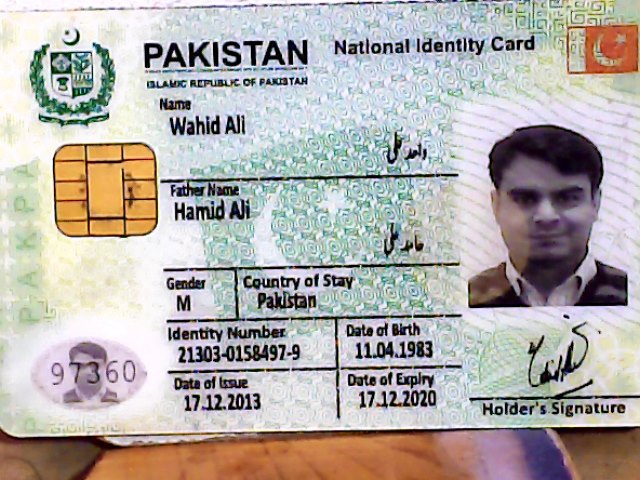 PAKISTAN National Identity Card
ISLAMIC REPUBLIC OF PAKISTAN
Name
Wahid Ali
واحد علی
Father Name
Hamid Ali
حامد علی
Gender Country of Stay
M Pakistan
Identity Number Date of Birth
21303-0158497-9 11.04.1983
Date of Issue Date of Expiry
17.12.2013 17.12.2020
97360
Holder's Signature